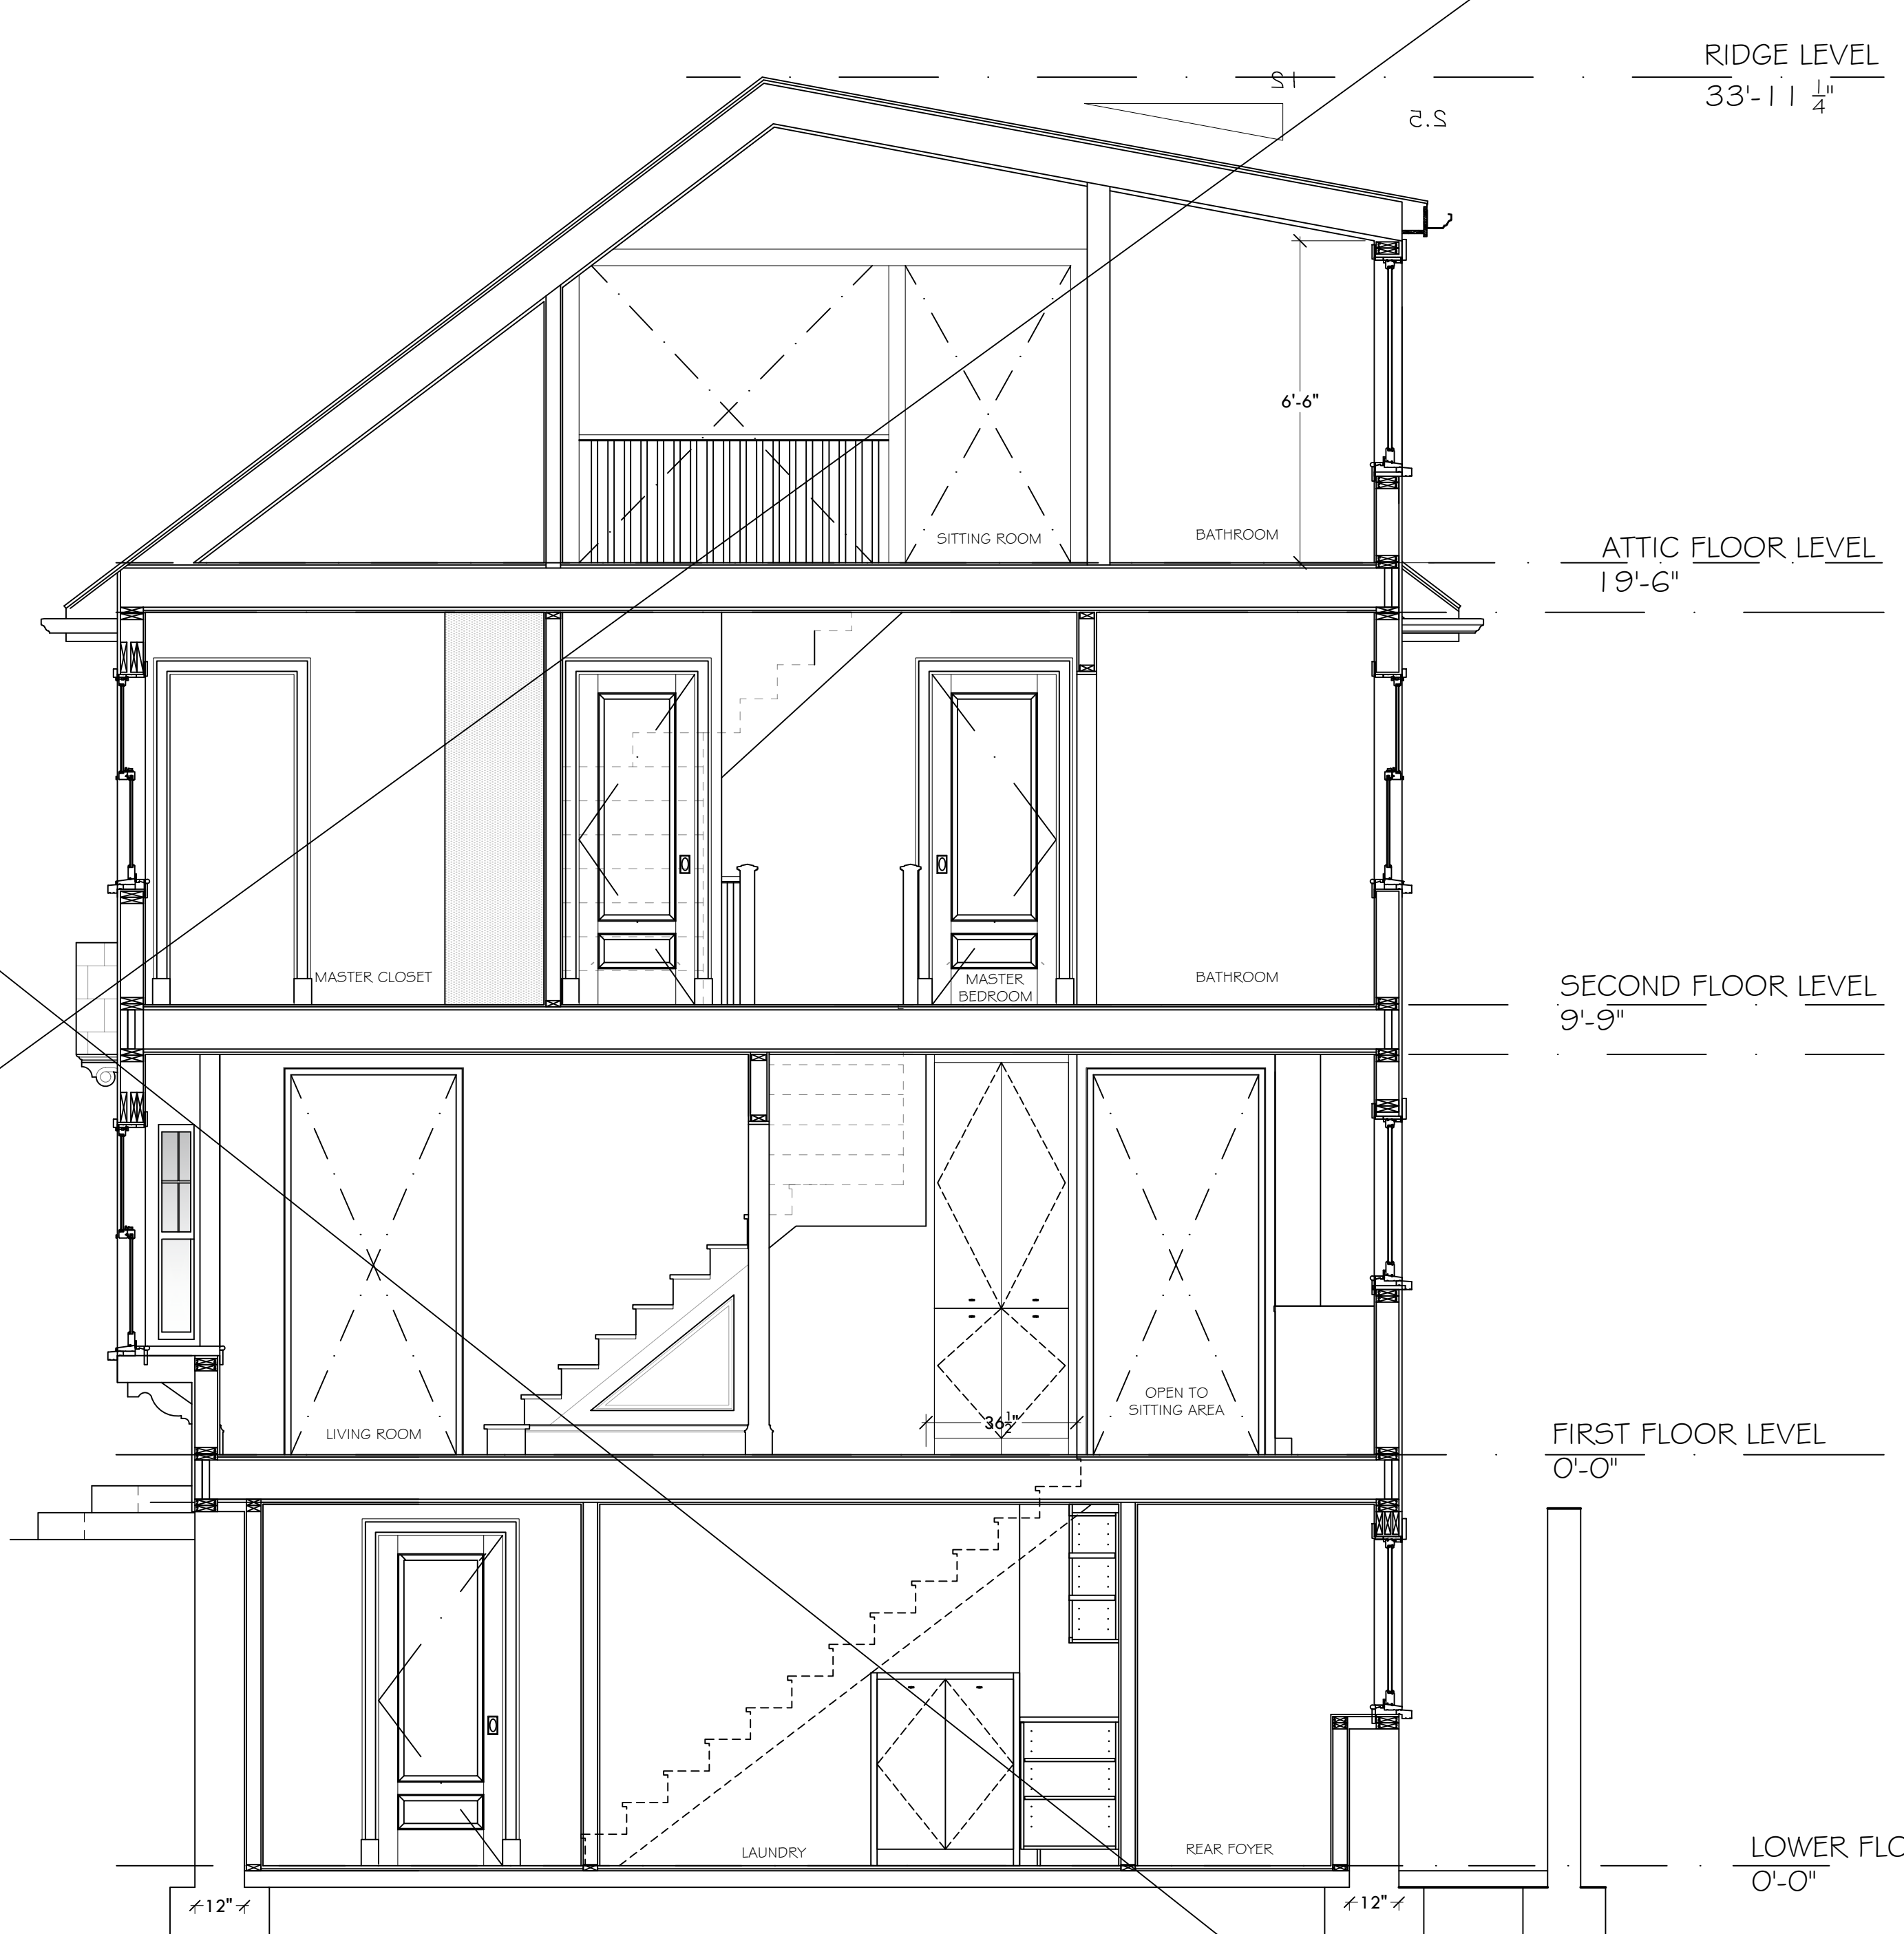 RIDGE LEVEL
33'-11 1/4"
12
2.5
6'-6"
SITTING ROOM
BATHROOM
ATTIC FLOOR LEVEL
19'-6"
MASTER CLOSET
MASTER
BEDROOM
BATHROOM
SECOND FLOOR LEVEL
9'-9"
OPEN TO
SITTING AREA
36 1/2"
LIVING ROOM
FIRST FLOOR LEVEL
0'-0"
LAUNDRY
REAR FOYER
LOWER FLO
0'-0"
12"
12"